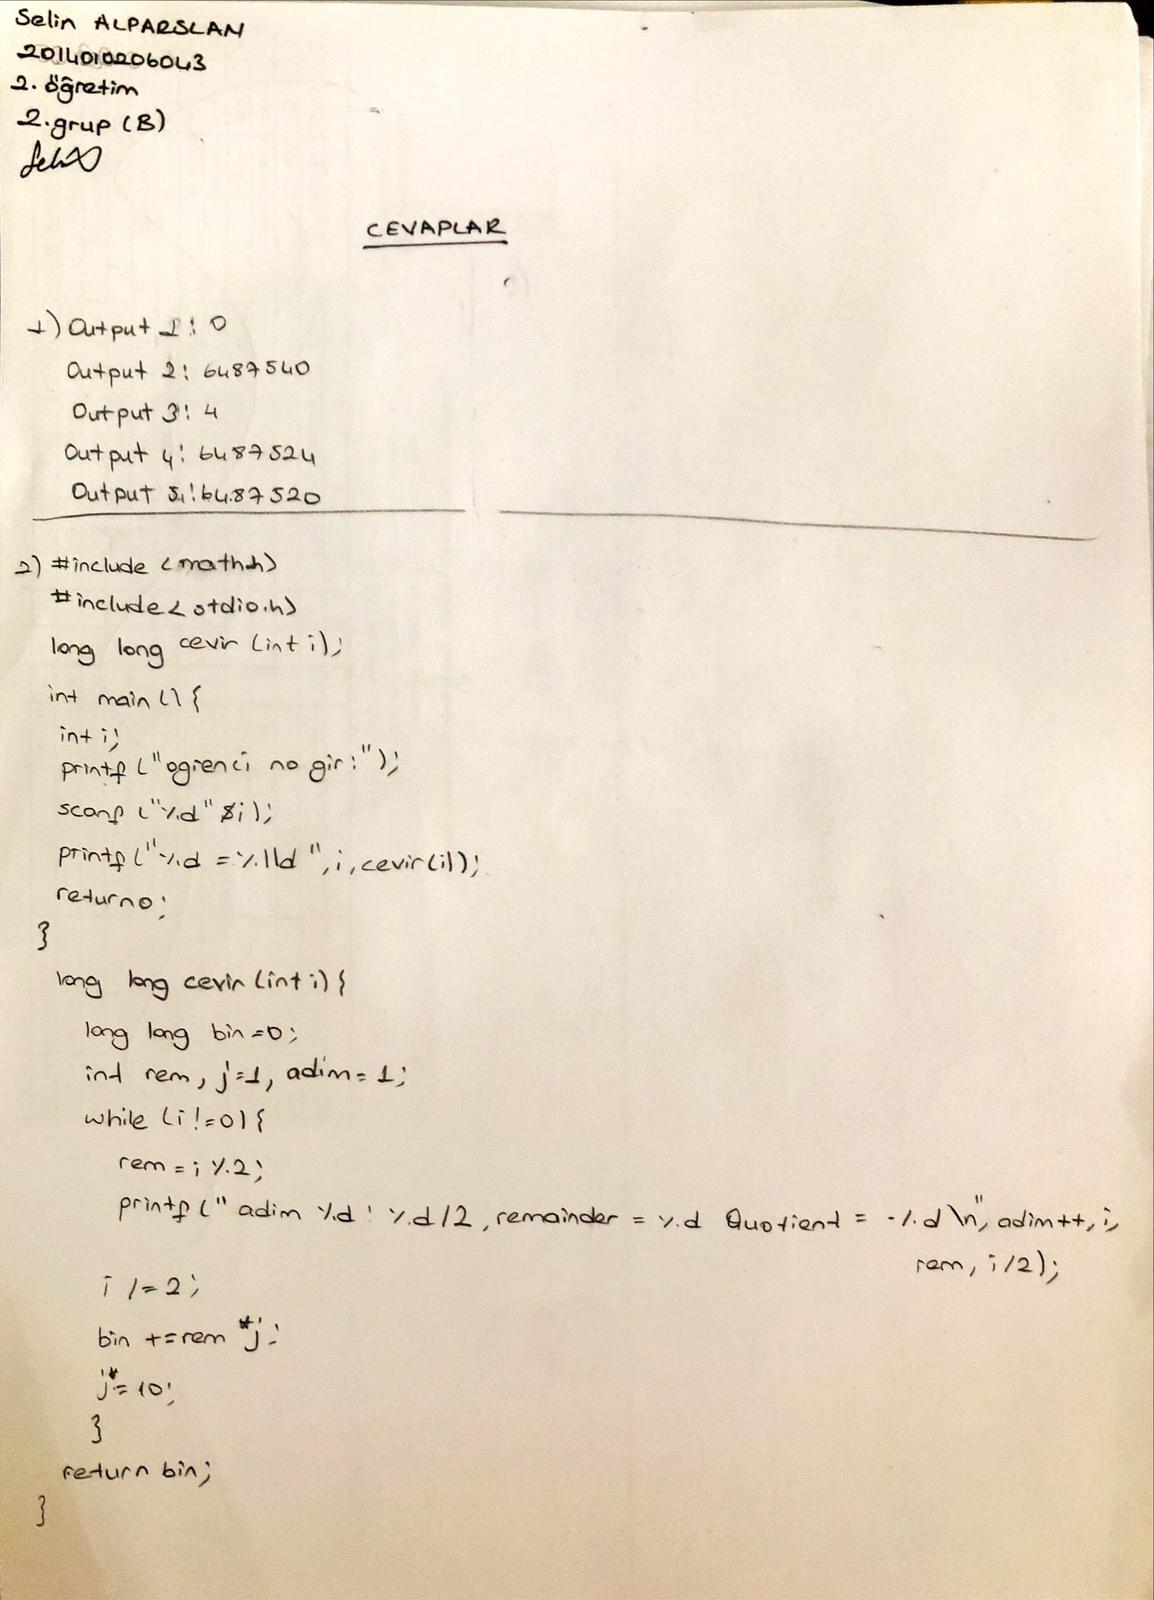 Selin ALPARSLAN
2014010206043
2. öğretim
2.grup (B)
CEVAPLAR
1) Output 1: 0
Output 2: 6487540
Output 3: 4
Output 4: 6487524
Output 5: 6487520
2) #include <math.h>
#include <stdio.h>
long long cevir (int i);
int main () {
int i;
printf ("ogrenci no gir:");
scanf ("%d" &i);
printf ("%d = %lld ", i, cevir(i));
return 0;
}
long long cevir (int i) {
long long bin = 0;
int rem, j=1, adim = 1;
while (i != 0) {
rem = i %2;
printf (" adim %d: %d/2, remainder = %d Quotient = %d \n", adim++, i,
rem, i/2);
i /= 2;
bin += rem *j;
j*= 10;
}
return bin;
}